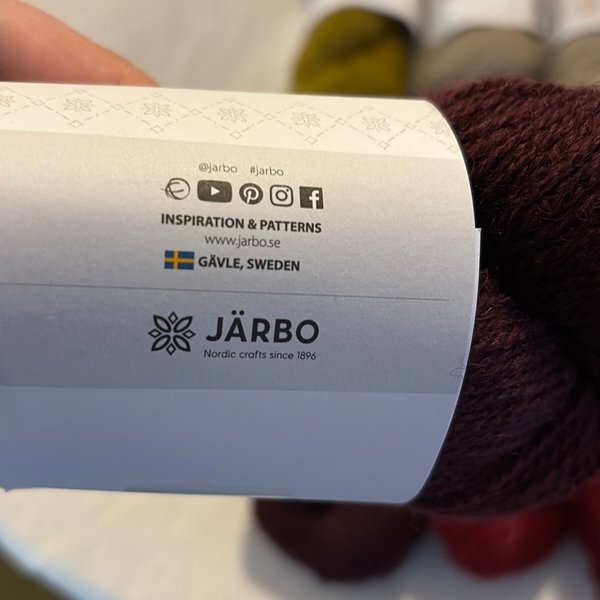 @jarbo #jarbo
INSPIRATION & PATTERNS
www.jarbo.se
GÄVLE, SWEDEN
JÄRBO
Nordic crafts since 1896